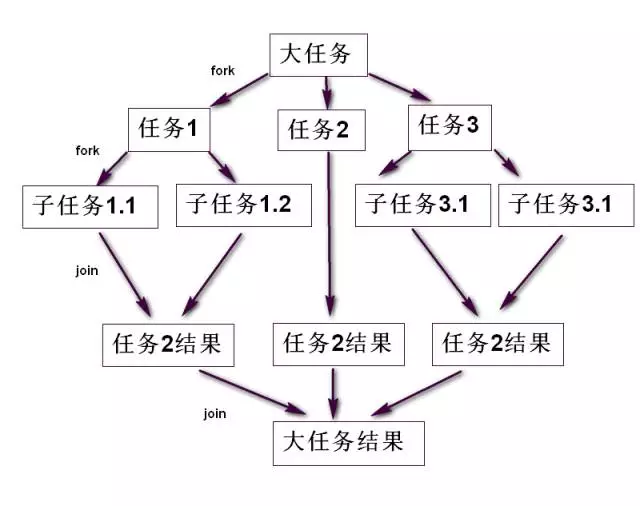 大任务
fork
任务1
任务2
任务3
fork
子任务1.1
子任务1.2
子任务3.1
子任务3.1
join
任务2结果
任务2结果
任务2结果
join
大任务结果